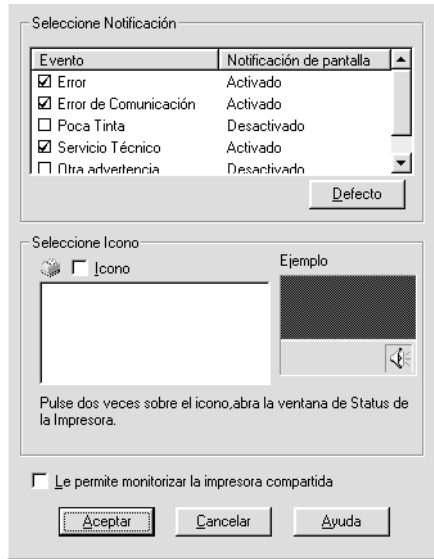 Seleccione Notificación
Evento Notificación de pantalla
Error Activado
Error de Comunicación Activado
Poca Tinta Desactivado
Servicio Técnico Activado
Otra advertencia Desactivado
Defecto
Seleccione Icono
Icono
Ejemplo
Pulse dos veces sobre el icono,abra la ventana de Status de
la Impresora.
Le permite monitorizar la impresora compartida
Aceptar Cancelar Ayuda